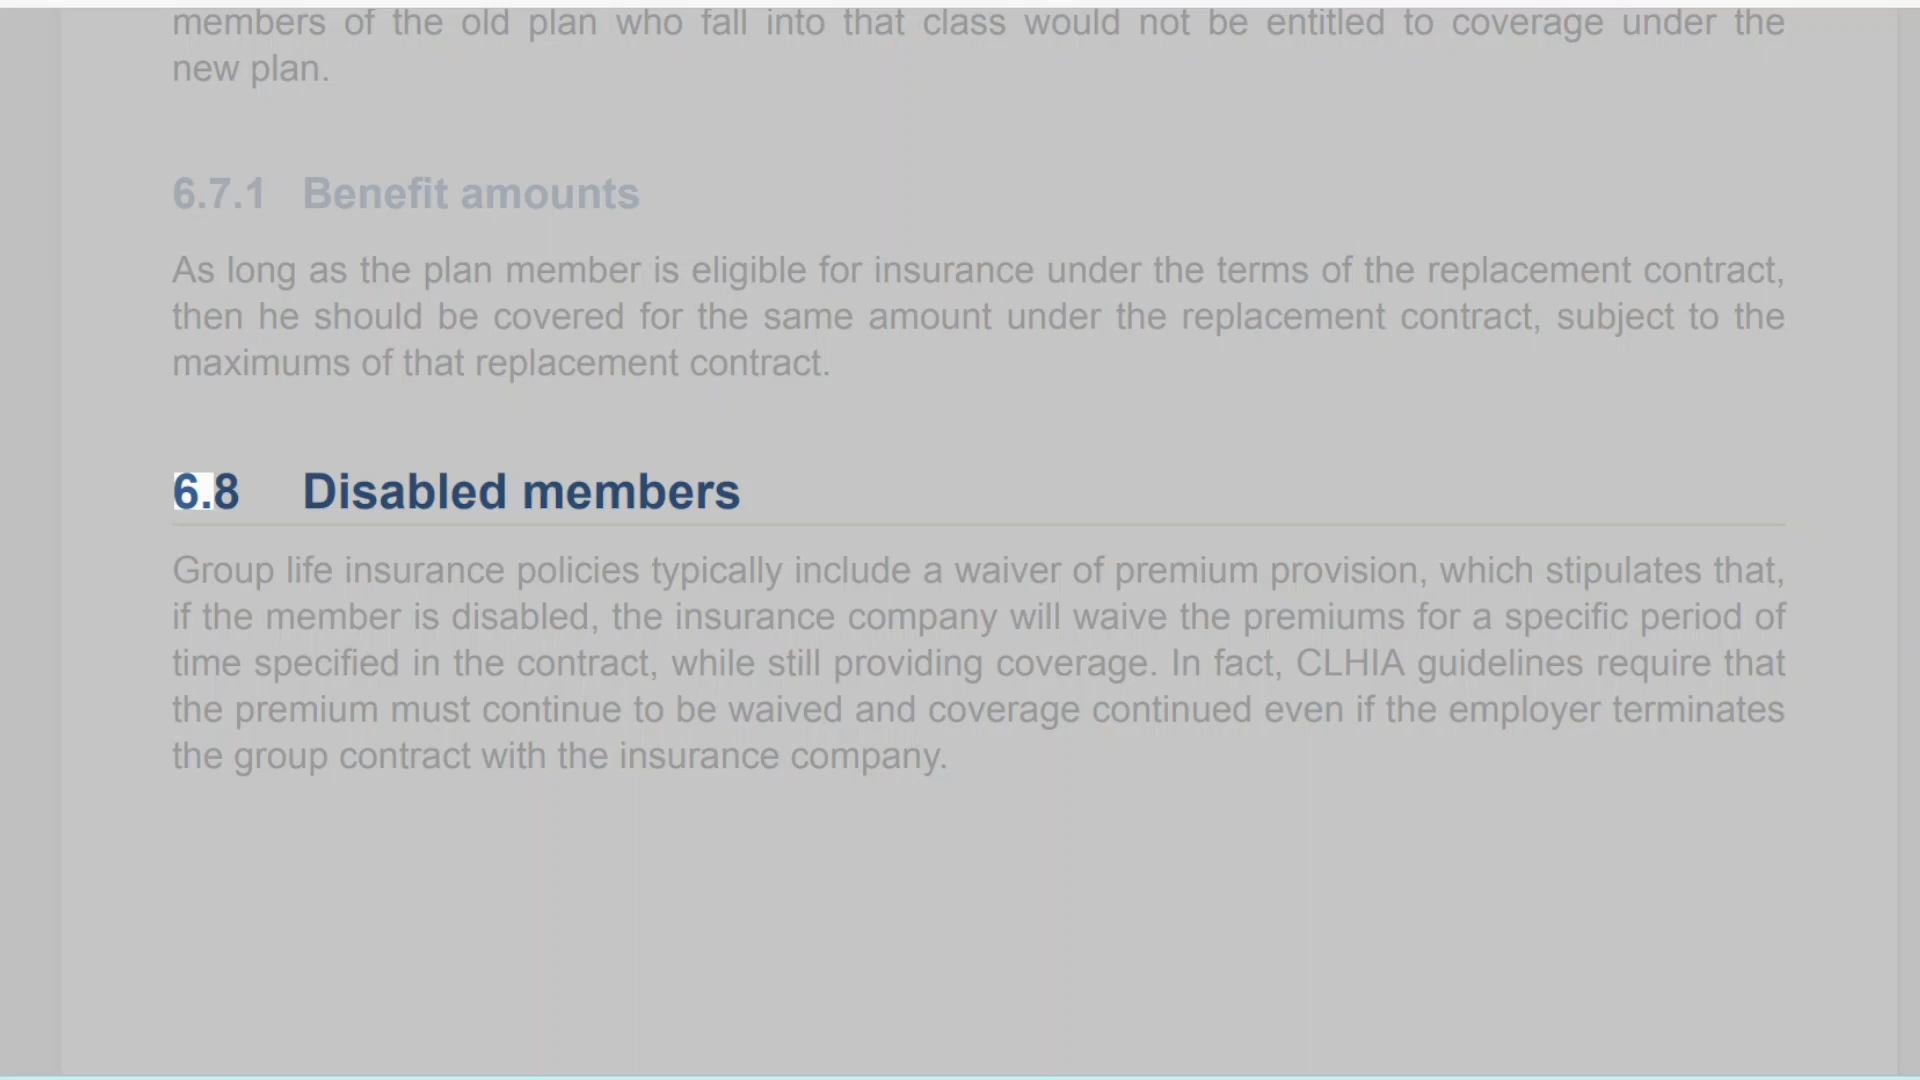 members of the old plan who fall into that class would not be entitled to coverage under the
new plan.
6.7.1 Benefit amounts
As long as the plan member is eligible for insurance under the terms of the replacement contract,
then he should be covered for the same amount under the replacement contract, subject to the
maximums of that replacement contract.
6.8 Disabled members
Group life insurance policies typically include a waiver of premium provision, which stipulates that,
if the member is disabled, the insurance company will waive the premiums for a specific period of
time specified in the contract, while still providing coverage. In fact, CLHIA guidelines require that
the premium must continue to be waived and coverage continued even if the employer terminates
the group contract with the insurance company.